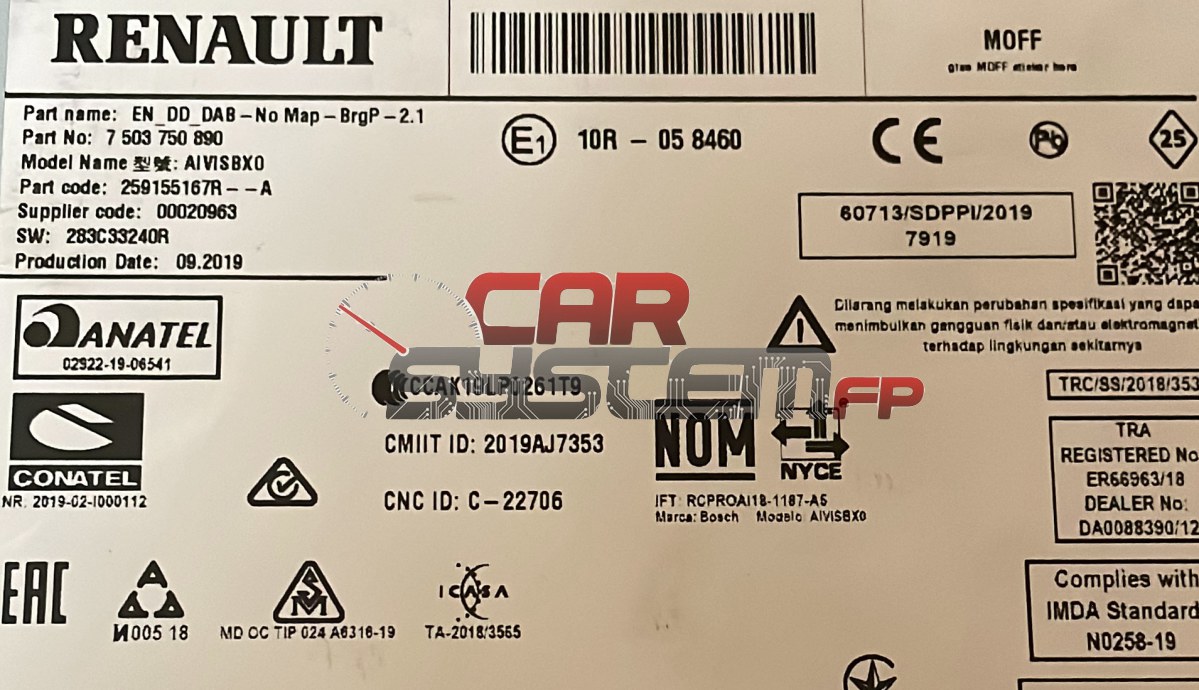 RENAULT
MOFF
Part name: EN_DD_DAB-No Map-BrgP-2.1
Part No: 7 503 750 890
Model Name 型號: AIVISBX0
Part code: 259155167R--A
Supplier code: 00020963
SW: 283C33240R
Production Date: 09.2019
E1 10R - 05 8460
CE
Pb
25
60713/SDPPI/2019
7919
Dilarang melakukan perubahan spesifikasi yang dapa
menimbulkan gangguan fisik dan/atau elektromagnet
terhadap lingkungan sekitarnya
ANATEL
02922-19-06541
CAR
SYSTEM FP
CMIIT ID: 2019AJ7353
CNC ID: C-22706
CONATEL
NR: 2019-02-I000112
NOM
NYCE
IFT: RCPROAI18-1187-A5
Marca: Bosch Modelo: AIVISBX0
TRC/SS/2018/353
TRA
REGISTERED No
ER66963/18
DEALER No:
DA0088390/12
EAC
И005 18
SM
MD OC TIP 024 A6316-19
ICASA
TA-2018/3565
Complies with
IMDA Standard
N0258-19